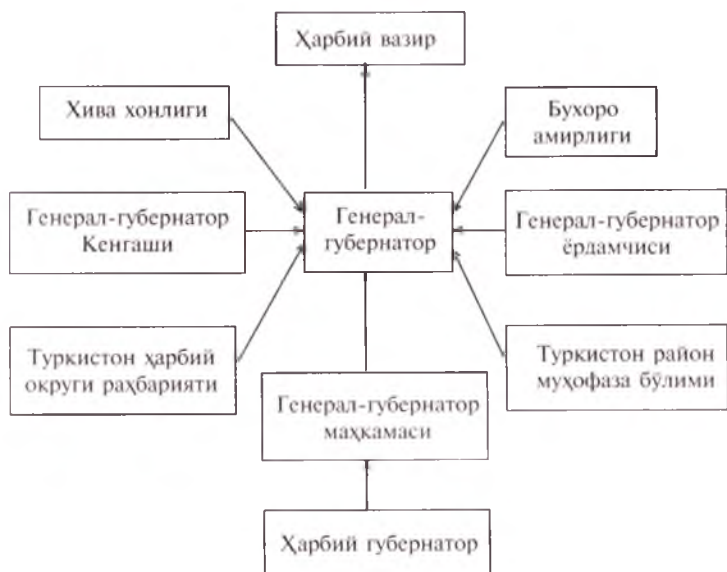 Ҳарбий вазир
Хива хонлиги
Бухоро
амирлиги
Генерал-губернатор
Кенгаши
Генерал-
губернатор
Генерал-губернатор
ёрдамчиси
Туркистон ҳарбий
округи раҳбарияти
Генерал-губернатор
маҳкамаси
Туркистон район
муҳофаза бўлими
Ҳарбий губернатор